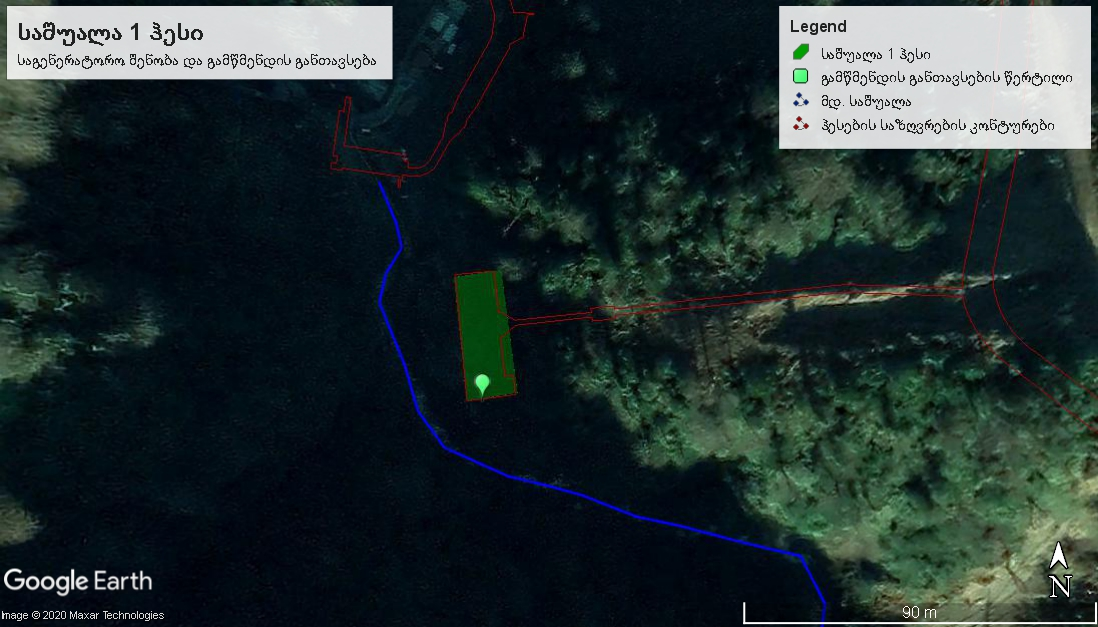 საშუალა 1 ჰესი
საგენერატორო შენობა და გამწმენდის განთავსება
Legend
საშუალა 1 ჰესი
გამწმენდის განთავსების წერტილი
მდ. საშუალა
ჰესების საზღვრების კონტურები
Google Earth
Image © 2020 Maxar Technologies
N
90 m